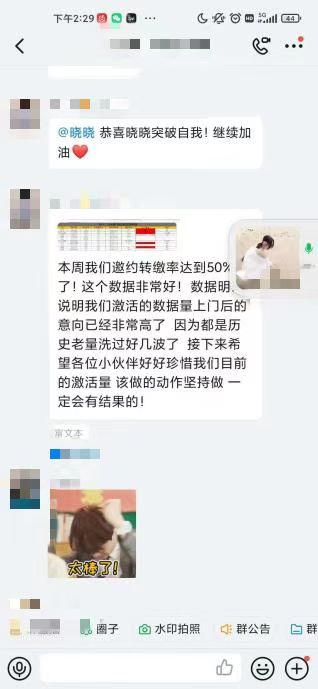 下午2:29
5G
44
@晓晓 恭喜晓晓突破自我！继续加
油❤️
本周我们邀约转缴率达到50%
了！这个数据非常好！数据明
说明我们激活的数据量上门后的
意向已经非常高了 因为都是历
史老量洗过好几波了 接下来希
望各位小伙伴好好珍惜我们目前
的激活量 该做的动作坚持做 一
定会有结果的！
富文本
太棒了！
圈子
水印拍照
群公告
群